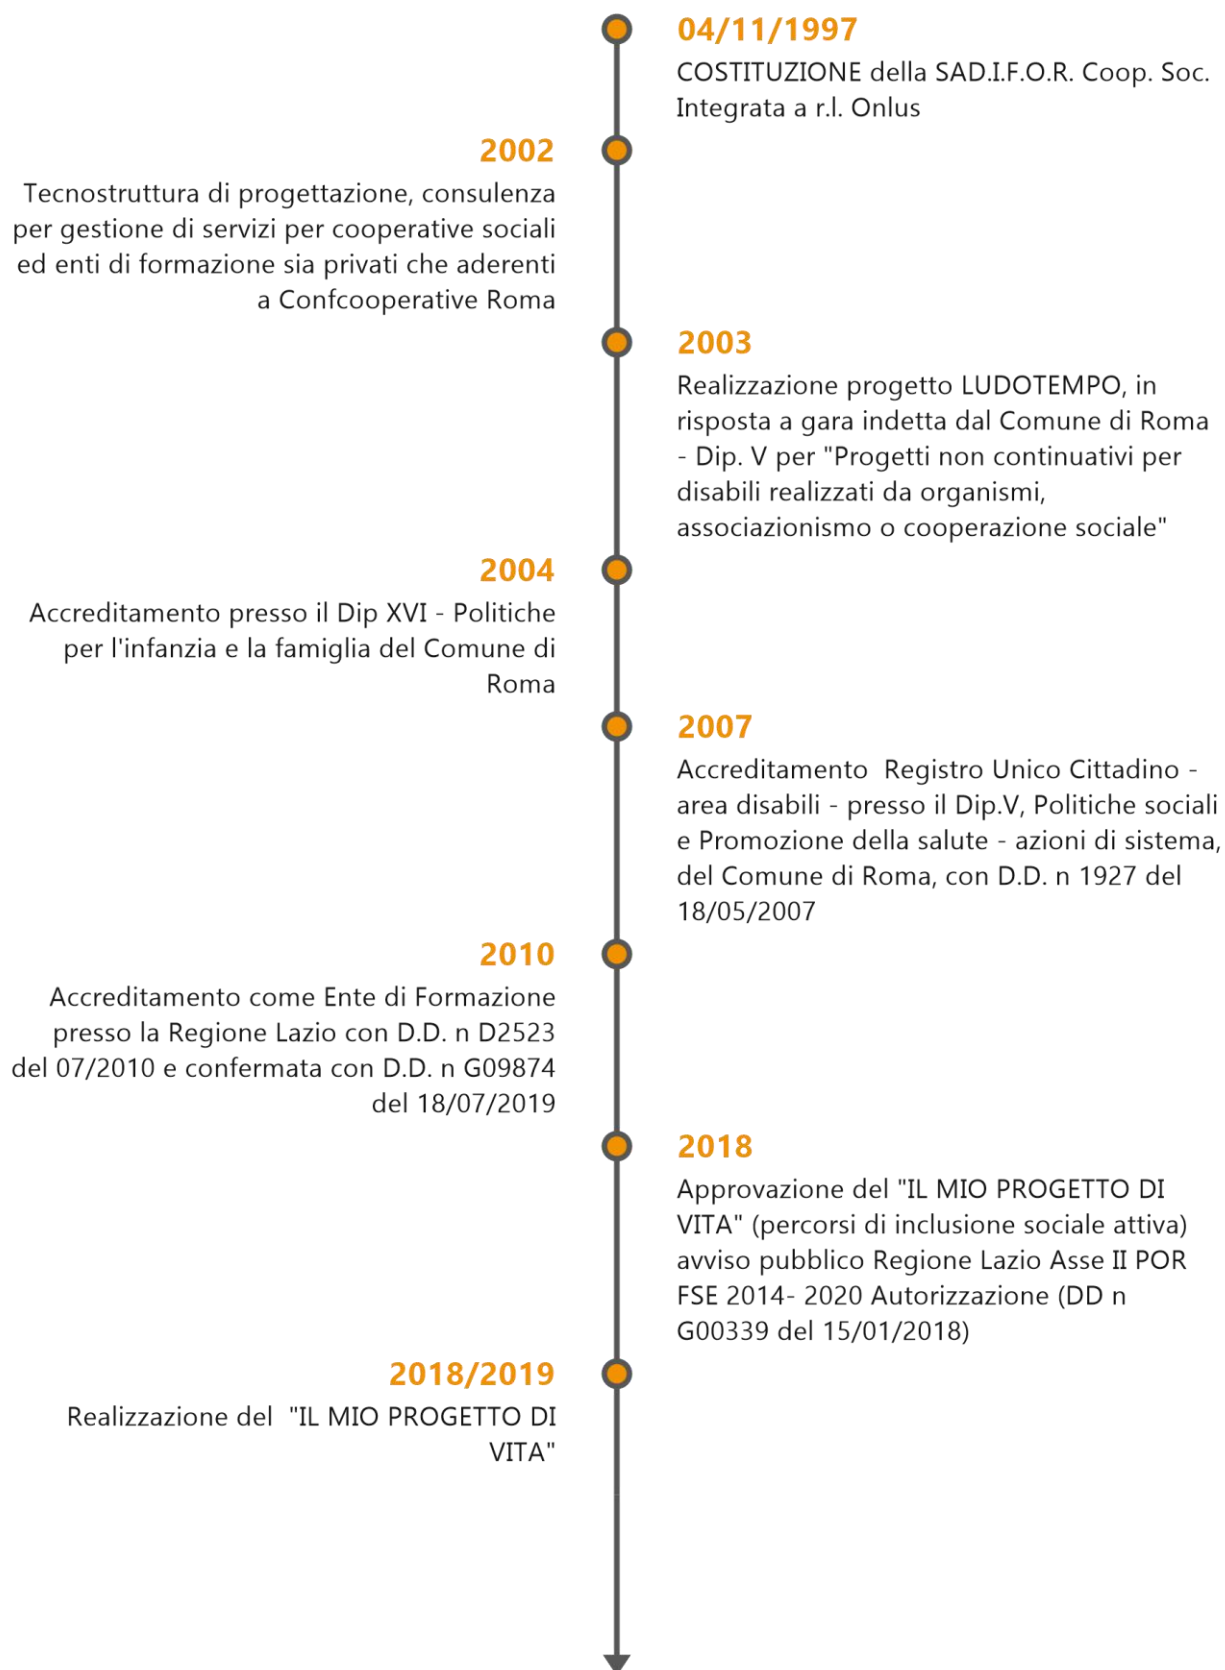 04/11/1997
COSTITUZIONE della SAD.I.F.O.R. Coop. Soc.
Integrata a r.l. Onlus
2002
Tecnostruttura di progettazione, consulenza
per gestione di servizi per cooperative sociali
ed enti di formazione sia privati che aderenti
a Confcooperative Roma
2003
Realizzazione progetto LUDOTEMPO, in
risposta a gara indetta dal Comune di Roma
- Dip. V per "Progetti non continuativi per
disabili realizzati da organismi,
associazionismo o cooperazione sociale"
2004
Accreditamento presso il Dip XVI - Politiche
per l'infanzia e la famiglia del Comune di
Roma
2007
Accreditamento  Registro Unico Cittadino -
area disabili - presso il Dip.V, Politiche sociali
e Promozione della salute - azioni di sistema,
del Comune di Roma, con D.D. n 1927 del
18/05/2007
2010
Accreditamento come Ente di Formazione
presso la Regione Lazio con D.D. n D2523
del 07/2010 e confermata con D.D. n G09874
del 18/07/2019
2018
Approvazione del "IL MIO PROGETTO DI
VITA" (percorsi di inclusione sociale attiva)
avviso pubblico Regione Lazio Asse II POR
FSE 2014- 2020 Autorizzazione (DD n
G00339 del 15/01/2018)
2018/2019
Realizzazione del  "IL MIO PROGETTO DI
VITA"